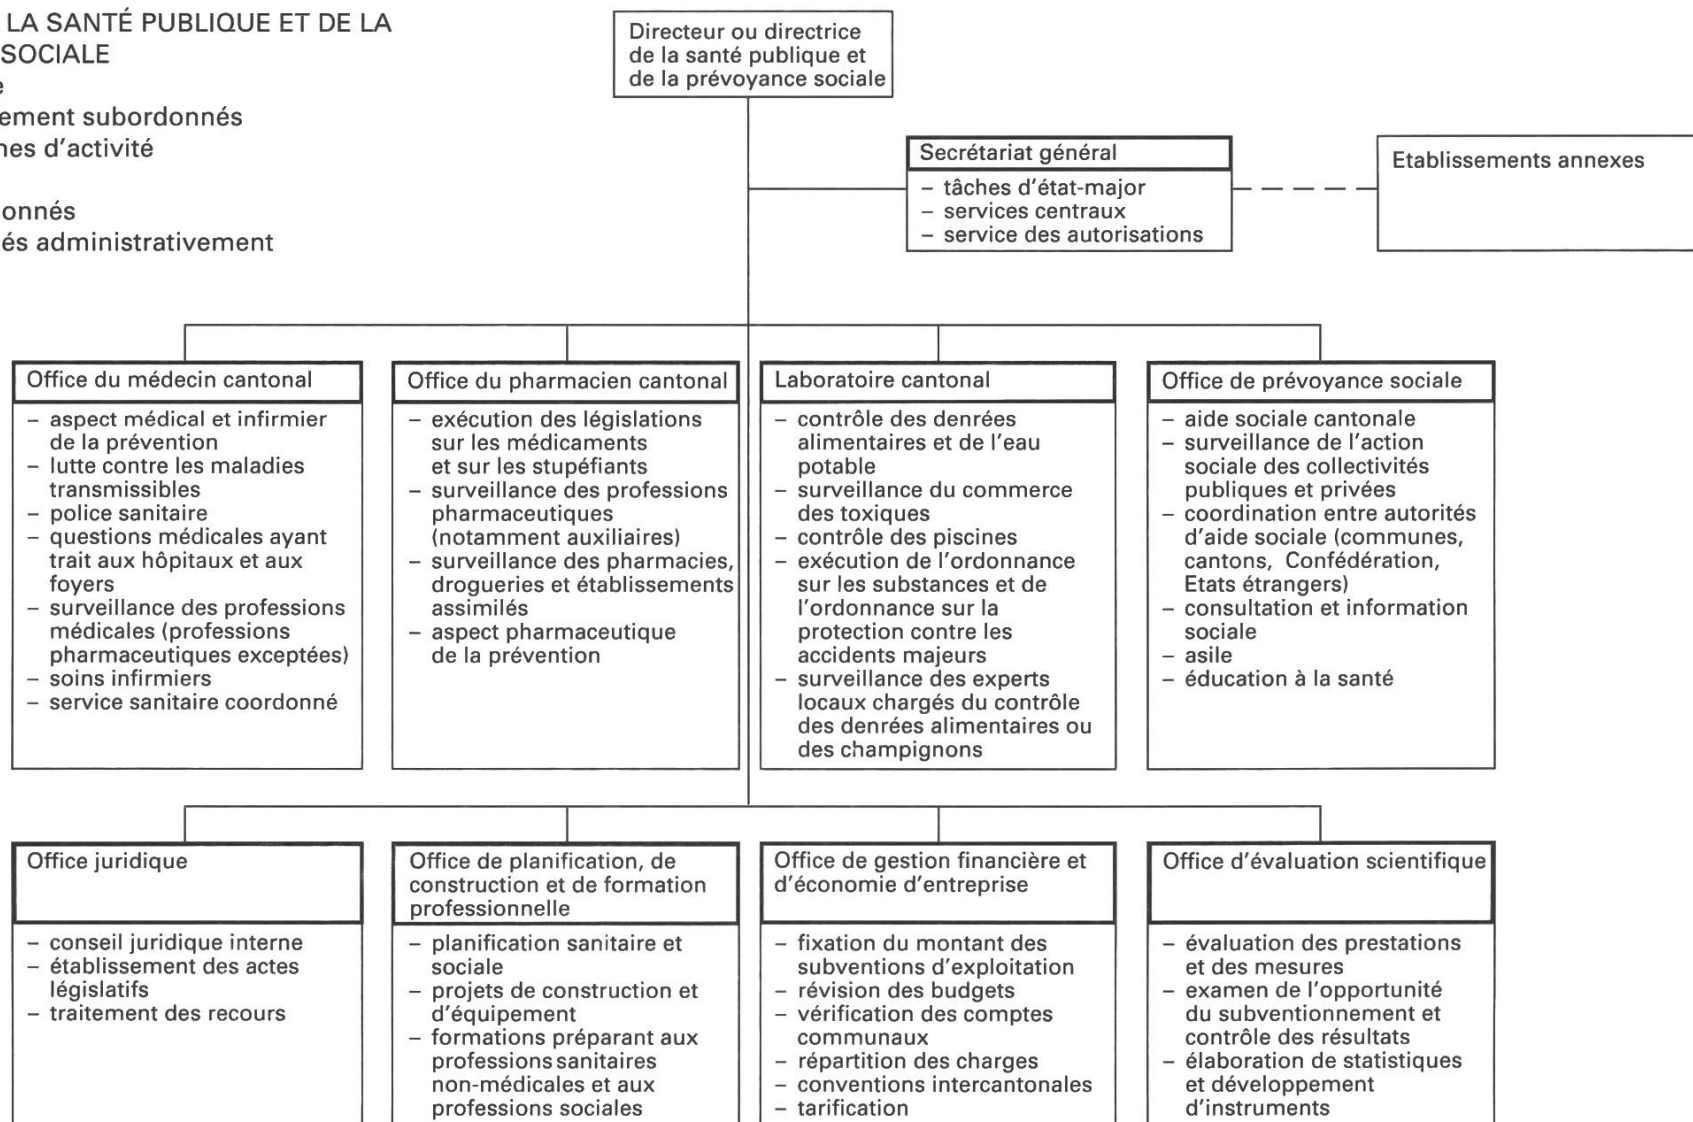 LA SANTÉ PUBLIQUE ET DE LA
SOCIALE
subordonnés
d'activité
administrativement
Directeur ou directrice
de la santé publique et
de la prévoyance sociale
Secrétariat général
– tâches d'état-major
– services centraux
– service des autorisations
Etablissements annexes
Office du médecin cantonal
– aspect médical et infirmier
de la prévention
– lutte contre les maladies
transmissibles
– police sanitaire
– questions médicales ayant
trait aux hôpitaux et aux
foyers
– surveillance des professions
médicales (professions
pharmaceutiques exceptées)
– soins infirmiers
– service sanitaire coordonné
Office du pharmacien cantonal
– exécution des législations
sur les médicaments
et sur les stupéfiants
– surveillance des professions
pharmaceutiques
(notamment auxiliaires)
– surveillance des pharmacies,
drogueries et établissements
assimilés
– aspect pharmaceutique
de la prévention
Laboratoire cantonal
– contrôle des denrées
alimentaires et de l'eau
potable
– surveillance du commerce
des toxiques
– contrôle des piscines
– exécution de l'ordonnance
sur les substances et de
l'ordonnance sur la
protection contre les
accidents majeurs
– surveillance des experts
locaux chargés du contrôle
des denrées alimentaires ou
des champignons
Office de prévoyance sociale
– aide sociale cantonale
– surveillance de l'action
sociale des collectivités
publiques et privées
– coordination entre autorités
d'aide sociale (communes,
cantons, Confédération,
Etats étrangers)
– consultation et information
sociale
– asile
– éducation à la santé
Office juridique
– conseil juridique interne
– établissement des actes
législatifs
– traitement des recours
Office de planification, de
construction et de formation
professionnelle
– planification sanitaire et
sociale
– projets de construction et
d'équipement
– formations préparant aux
professions sanitaires
non-médicales et aux
professions sociales
Office de gestion financière et
d'économie d'entreprise
– fixation du montant des
subventions d'exploitation
– révision des budgets
– vérification des comptes
communaux
– répartition des charges
– conventions intercantonales
– tarification
Office d'évaluation scientifique
– évaluation des prestations
et des mesures
– examen de l'opportunité
du subventionnement et
contrôle des résultats
– élaboration de statistiques
et développement
d'instruments